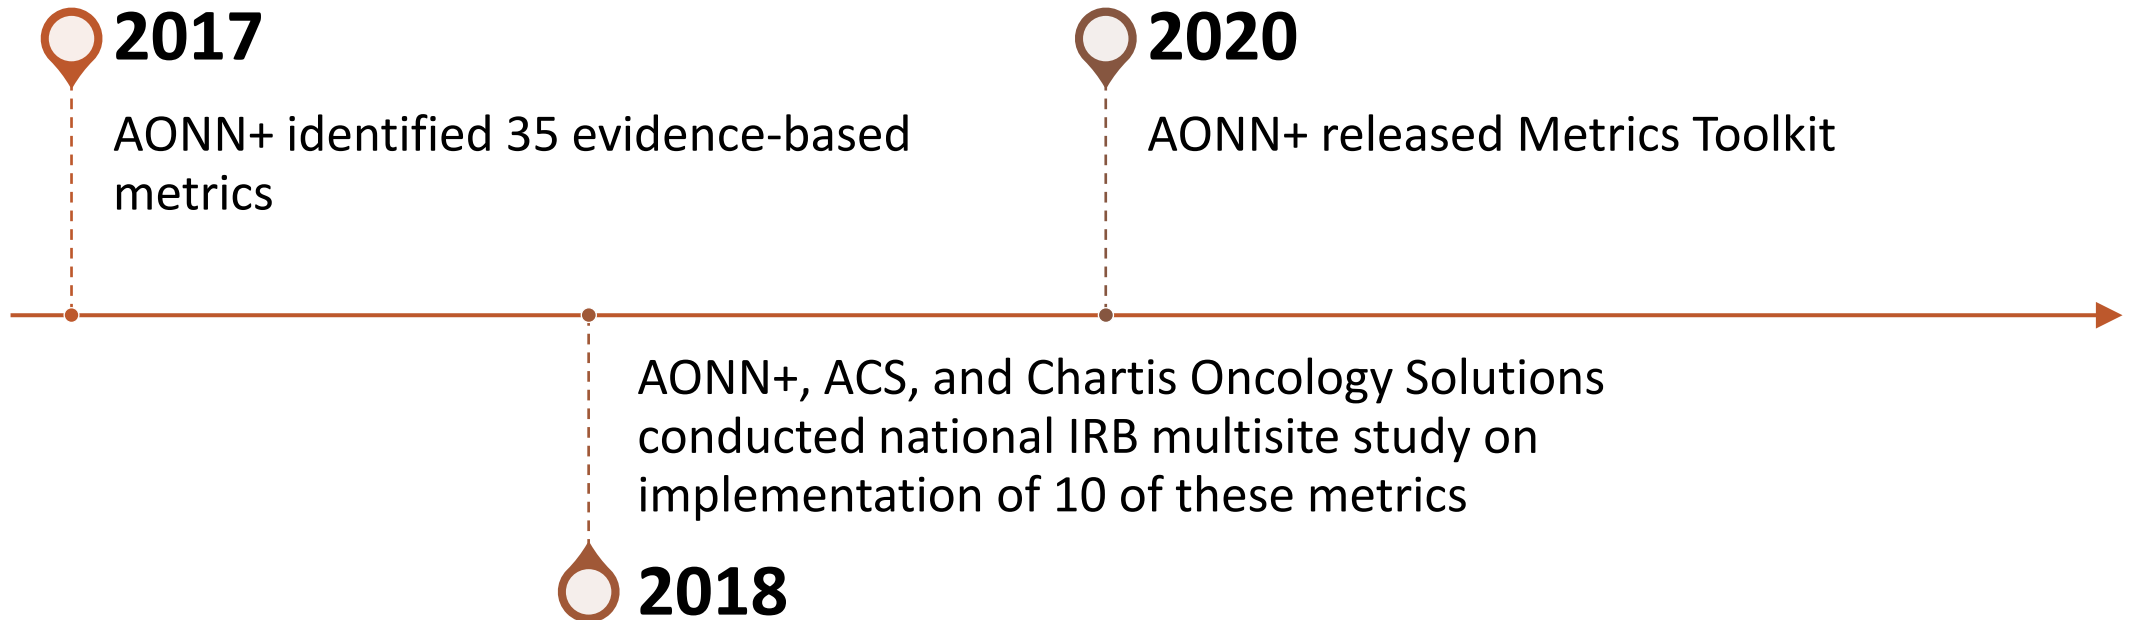 2017
AONN+ identified 35 evidence-based
metrics
2020
AONN+ released Metrics Toolkit
AONN+, ACS, and Chartis Oncology Solutions
conducted national IRB multisite study on
implementation of 10 of these metrics
2018